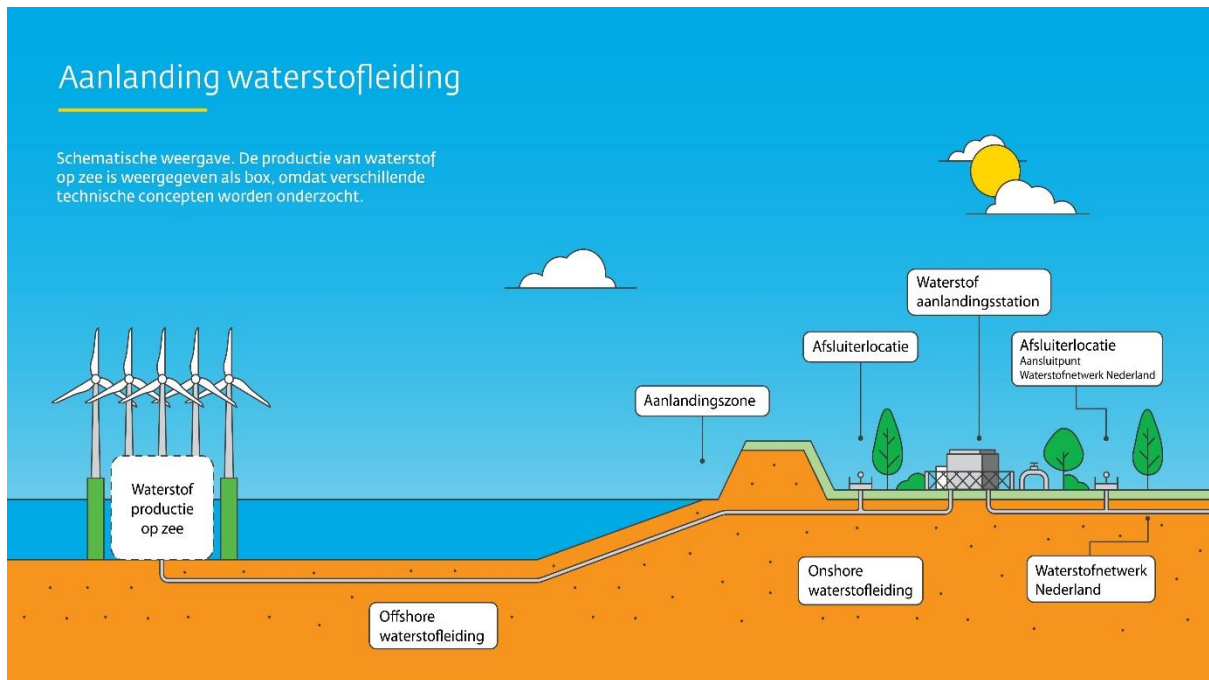 Aanlanding waterstofleiding
Schematische weergave. De productie van waterstof
op zee is weergegeven als box, omdat verschillende
technische concepten worden onderzocht.
Waterstof
aanlandingsstation
Afsluiterlocatie
Afsluiterlocatie
Aansluitpunt
Waterstofnetwerk Nederland
Aanlandingszone
Waterstof
productie
op zee
Onshore
waterstofleiding
Waterstofnetwerk
Nederland
Offshore
waterstofleiding